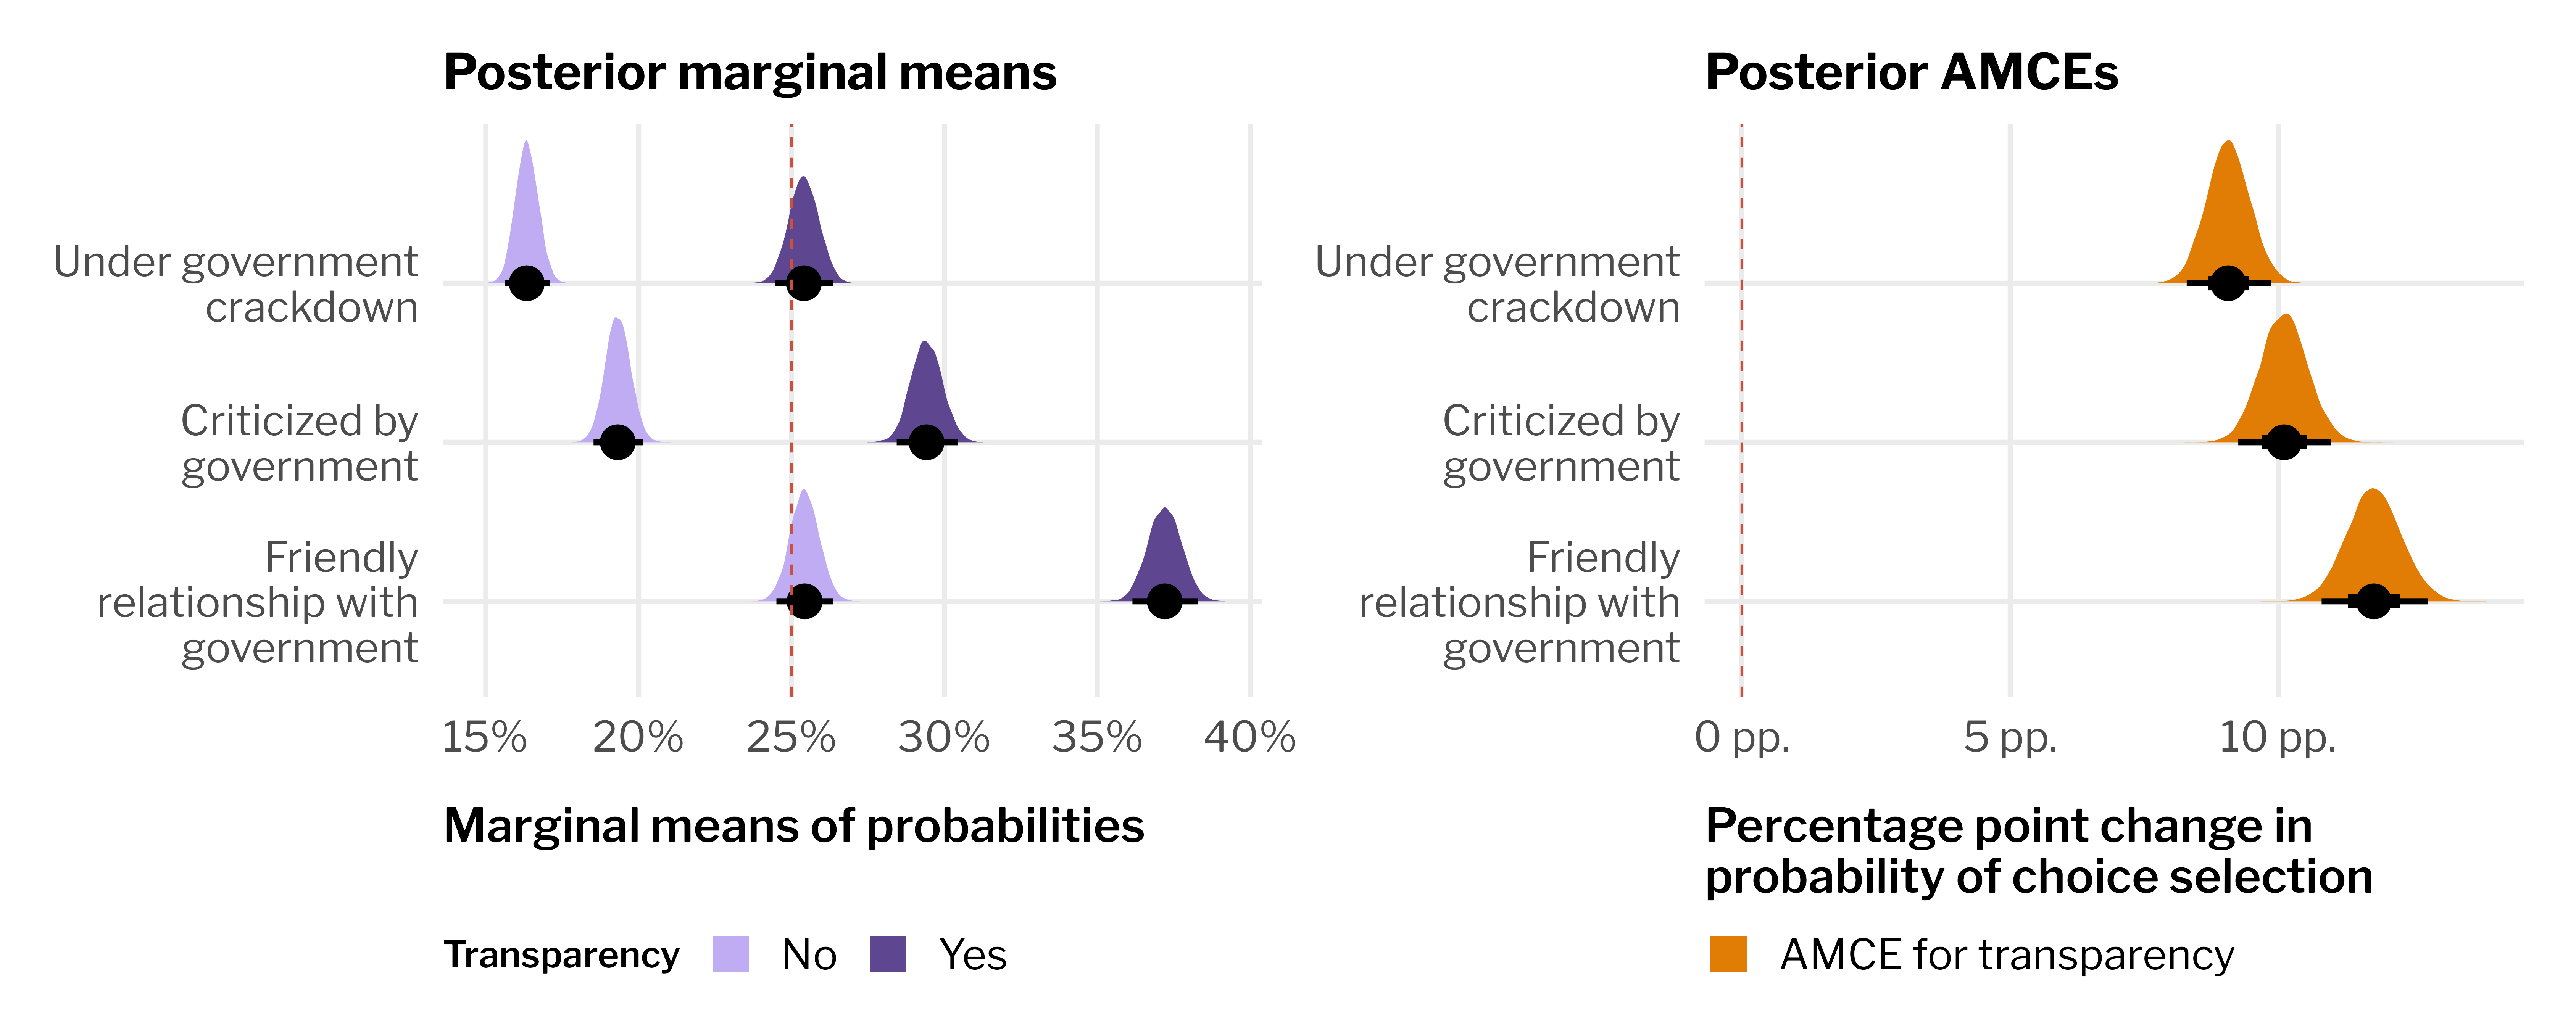 Posterior marginal means
Under government
crackdown
Criticized by
government
Friendly
relationship with
government
15% 20% 25% 30% 35% 40%
Marginal means of probabilities
Transparency No Yes
Posterior AMCEs
Under government
crackdown
Criticized by
government
Friendly
relationship with
government
0 pp. 5 pp. 10 pp.
Percentage point change in
probability of choice selection
AMCE for transparency